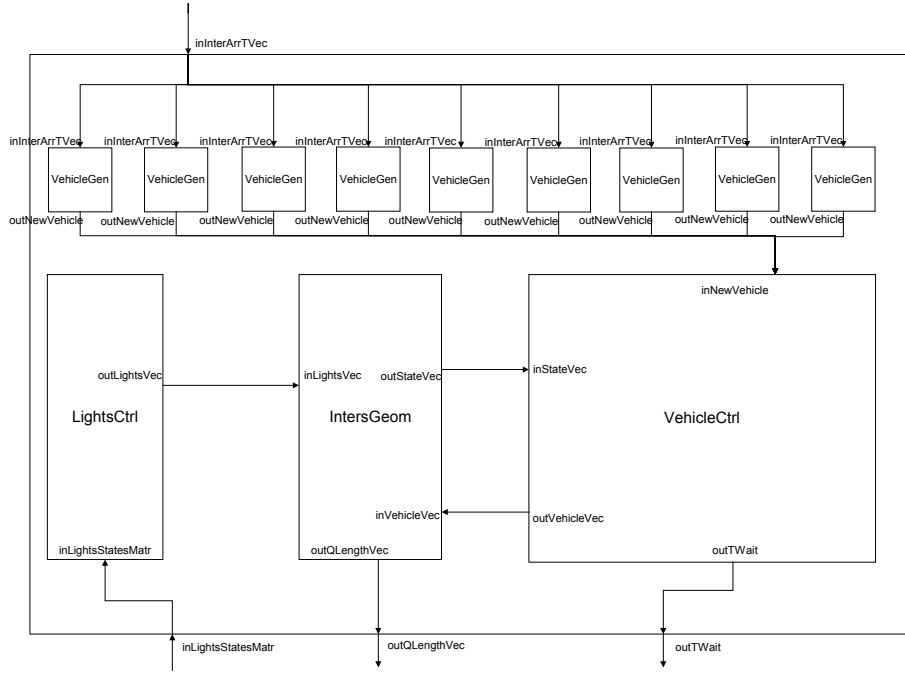 inInterArrTVec
inInterArrTVec
inInterArrTVec
inInterArrTVec
inInterArrTVec
inInterArrTVec
inInterArrTVec
inInterArrTVec
inInterArrTVec
inInterArrTVec
VehicleGen
VehicleGen
VehicleGen
VehicleGen
VehicleGen
VehicleGen
VehicleGen
VehicleGen
VehicleGen
outNewVehicle
outNewVehicle
outNewVehicle
outNewVehicle
outNewVehicle
outNewVehicle
outNewVehicle
outNewVehicle
outNewVehicle
inNewVehicle
outLightsVec
inLightsVec
outStateVec
inStateVec
LightsCtrl
IntersGeom
VehicleCtrl
inVehicleVec
outVehicleVec
inLightsStatesMatr
outQLengthVec
outTWait
inLightsStatesMatr
outQLengthVec
outTWait